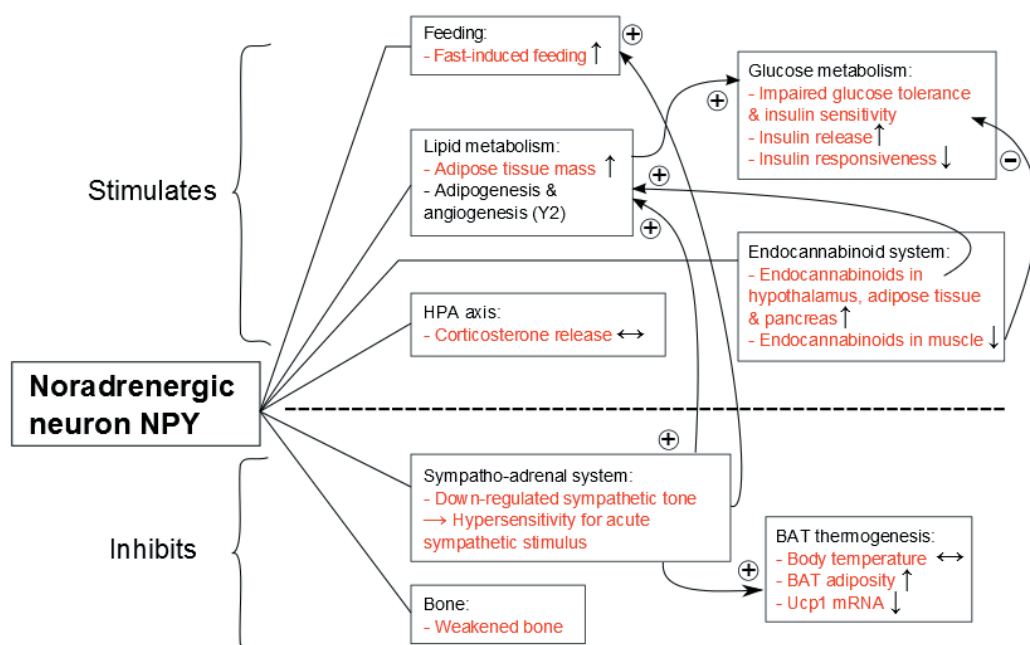 Feeding:
- Fast-induced feeding ↑
+
Glucose metabolism:
- Impaired glucose tolerance
& insulin sensitivity
- Insulin release ↑
- Insulin responsiveness ↓
+
−
Stimulates
Lipid metabolism:
- Adipose tissue mass ↑
- Adipogenesis &
angiogenesis (Y2)
+
+
Endocannabinoid system:
- Endocannabinoids in
hypothalamus, adipose tissue
& pancreas ↑
- Endocannabinoids in muscle ↓
HPA axis:
- Corticosterone release ↔
Noradrenergic
neuron NPY
+
Sympatho-adrenal system:
- Down-regulated sympathetic tone
→ Hypersensitivity for acute
sympathetic stimulus
Inhibits
+
BAT thermogenesis:
- Body temperature ↔
- BAT adiposity ↑
- Ucp1 mRNA ↓
Bone:
- Weakened bone